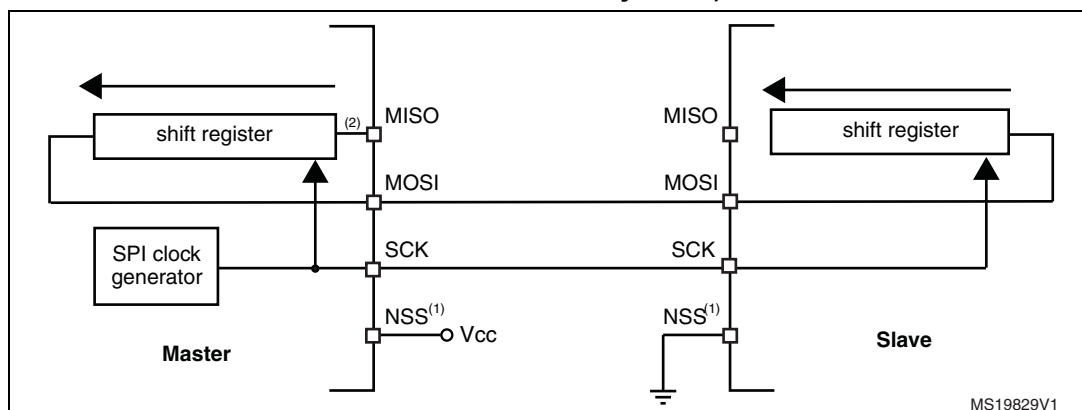 MISO
MISO
shift register
(2)
shift register
MOSI
MOSI
SPI clock
generator
SCK
SCK
NSS(1)
NSS(1)
Vcc
Master
Slave
MS19829V1